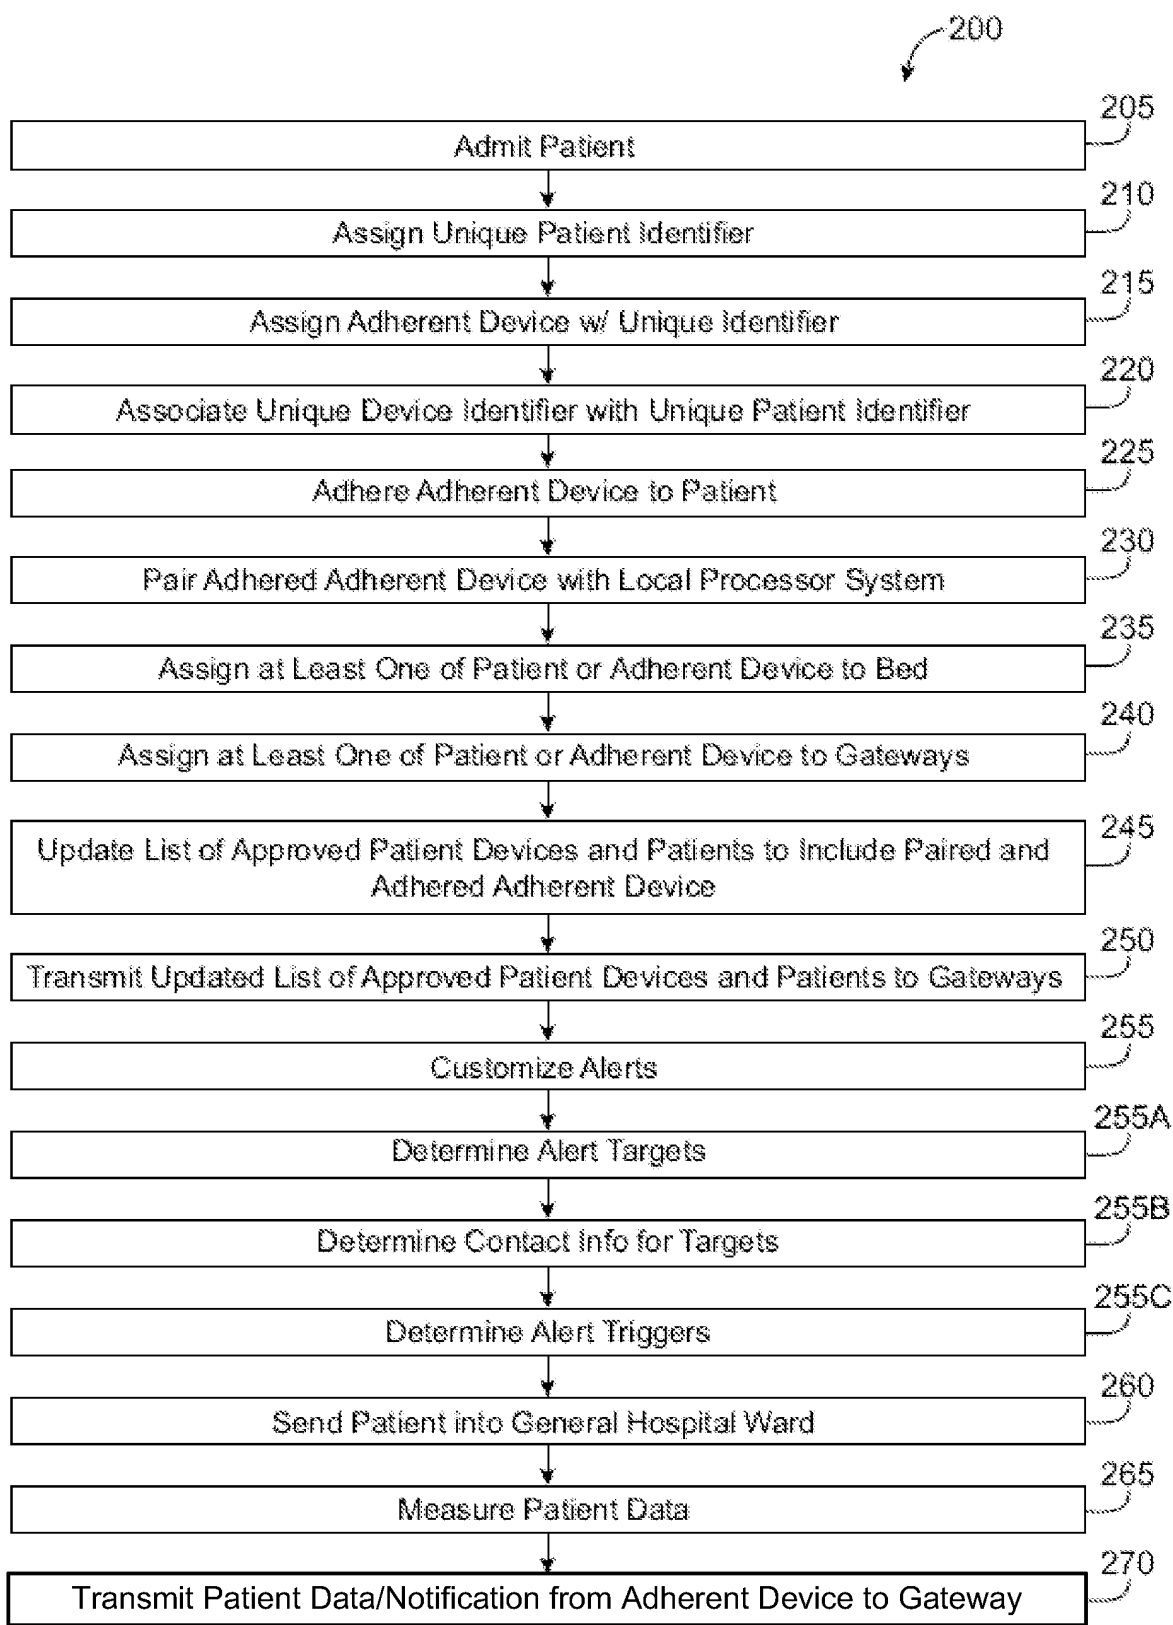 200
205
Admit Patient
210
Assign Unique Patient Identifier
215
Assign Adherent Device w/ Unique Identifier
220
Associate Unique Device Identifier with Unique Patient Identifier
225
Adhere Adherent Device to Patient
230
Pair Adhered Adherent Device with Local Processor System
235
Assign at Least One of Patient or Adherent Device to Bed
240
Assign at Least One of Patient or Adherent Device to Gateways
245
Update List of Approved Patient Devices and Patients to Include Paired and
Adhered Adherent Device
250
Transmit Updated List of Approved Patient Devices and Patients to Gateways
255
Customize Alerts
255A
Determine Alert Targets
255B
Determine Contact Info for Targets
255C
Determine Alert Triggers
260
Send Patient into General Hospital Ward
265
Measure Patient Data
270
Transmit Patient Data/Notification from Adherent Device to Gateway